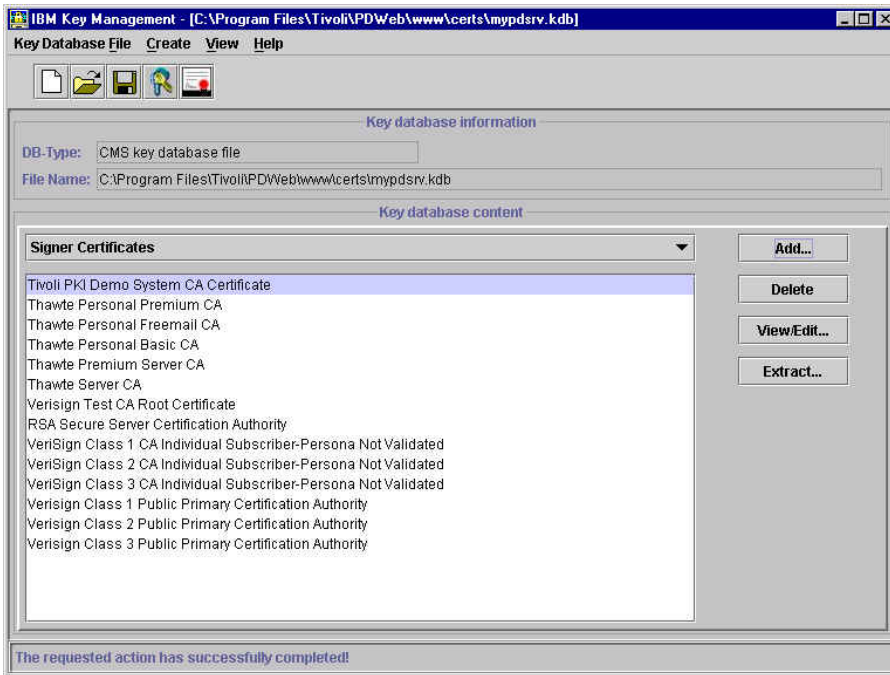 IBM Key Management - [C:\Program Files\Tivoli\PDWeb\www\certs\mypdsrv.kdb]
Key Database File Create View Help
Key database information
DB-Type: CMS key database file
File Name: C:\Program Files\Tivoli\PDWeb\www\certs\mypdsrv.kdb
Key database content
Signer Certificates
Add...
Tivoli PKI Demo System CA Certificate
Delete
Thawte Personal Premium CA
Thawte Personal Freemail CA
View/Edit...
Thawte Personal Basic CA
Thawte Premium Server CA
Extract...
Thawte Server CA
Verisign Test CA Root Certificate
RSA Secure Server Certification Authority
VeriSign Class 1 CA Individual Subscriber-Persona Not Validated
VeriSign Class 2 CA Individual Subscriber-Persona Not Validated
VeriSign Class 3 CA Individual Subscriber-Persona Not Validated
Verisign Class 1 Public Primary Certification Authority
Verisign Class 2 Public Primary Certification Authority
Verisign Class 3 Public Primary Certification Authority
The requested action has successfully completed!